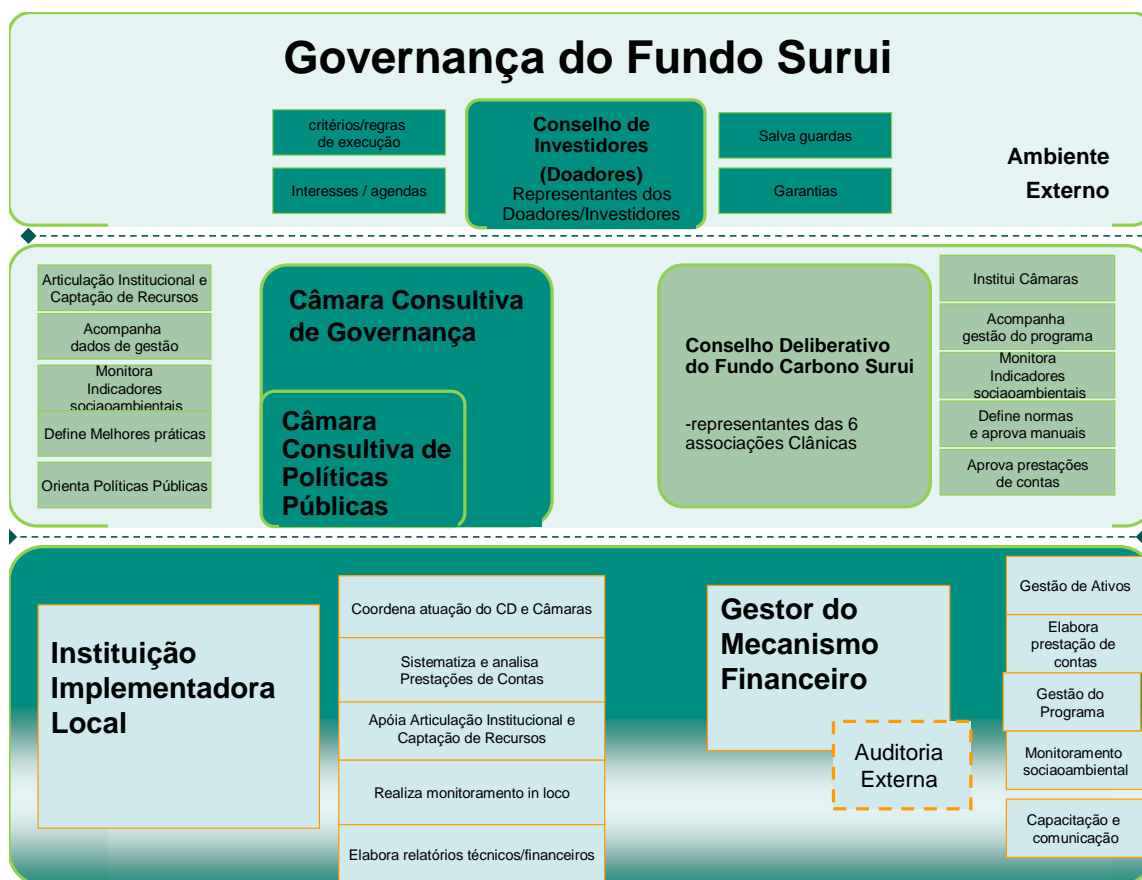 Governança do Fundo Surui
critérios/regras
de execução
Interesses / agendas
Conselho de
Investidores
(Doadores)
Representantes dos
Doadores/Investidores
Salva guardas
Garantias
Ambiente
Externo
Articulação Institucional e
Captação de Recursos
Acompanha
dados de gestão
Monitora
Indicadores
sociaoambientais
Define Melhores práticas
Orienta Políticas Públicas
Câmara Consultiva
de Governança
Câmara
Consultiva de
Políticas
Públicas
Conselho Deliberativo
do Fundo Carbono Surui
-representantes das 6
associações Clânicas
Institui Câmaras
Acompanha
gestão do programa
Monitora
Indicadores
sociaoambientais
Define normas
e aprova manuais
Aprova prestações
de contas
Instituição
Implementadora
Local
Coordena atuação do CD e Câmaras
Sistematiza e analisa
Prestações de Contas
Apóia Articulação Institucional e
Captação de Recursos
Realiza monitoramento in loco
Elabora relatórios técnicos/financeiros
Gestor do
Mecanismo
Financeiro
Auditoria
Externa
Gestão de Ativos
Elabora
prestação de
contas
Gestão do
Programa
Monitoramento
sociaoambiental
Capacitação e
comunicação